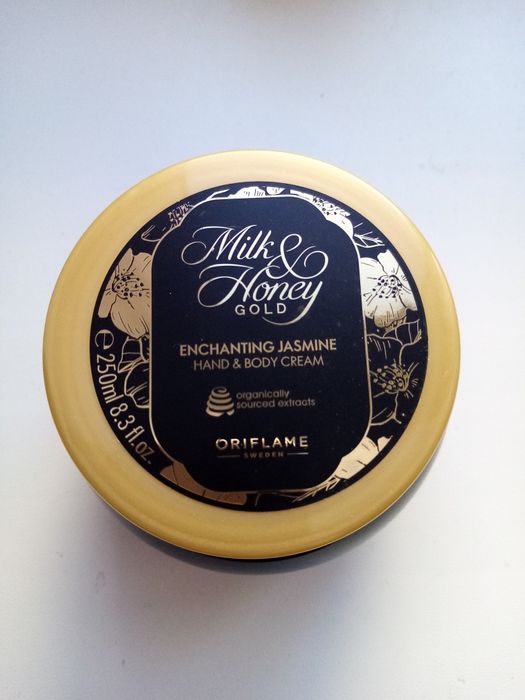 Milk &
Honey
GOLD
ENCHANTING JASMINE
HAND & BODY CREAM
organically
sourced extracts
ORIFLAME
SWEDEN
℮ 250ml 8.3 fl.oz.